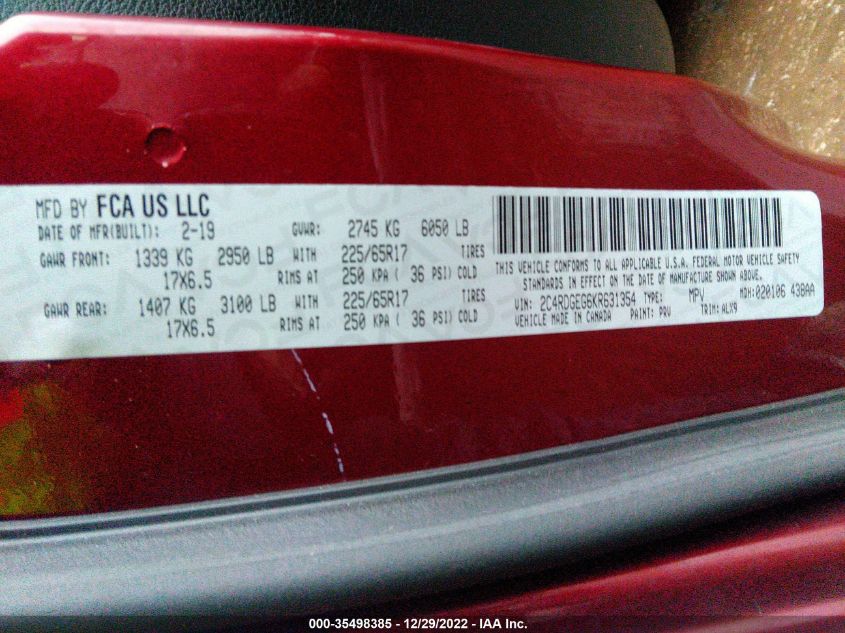 MFD BY FCA US LLC
DATE OF MFR(BUILT): 2-19 GVWR: 2745 KG 6050 LB
GAWR FRONT: 1339 KG 2950 LB WITH 225/65R17 TIRES
17X6.5 RIMS AT 250 KPA ( 36 PSI) COLD
GAWR REAR: 1407 KG 3100 LB WITH 225/65R17 TIRES
17X6.5 RIMS AT 250 KPA ( 36 PSI) COLD
THIS VEHICLE CONFORMS TO ALL APPLICABLE U.S.A. FEDERAL MOTOR VEHICLE SAFETY
STANDARDS IN EFFECT ON THE DATE OF MANUFACTURE SHOWN ABOVE.
VIN: 2C4RDGEG6KR631354 TYPE: MPV MDH: 020106 438AA
VEHICLE MADE IN CANADA PAINT: PRV TRIM: ALX9
000-35498385 - 12/29/2022 - IAA Inc.